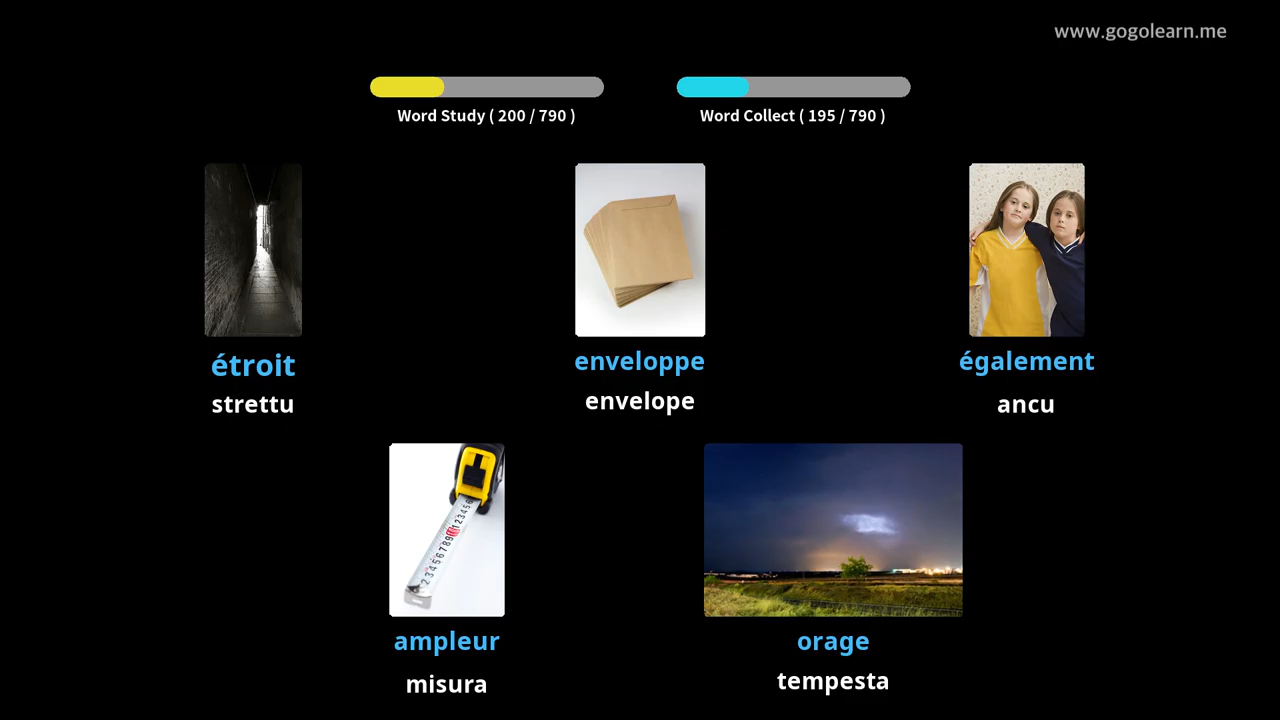 www.gogolearn.me
Word Study ( 200 / 790 )
Word Collect ( 195 / 790 )
étroit
strettu
enveloppe
envelope
également
ancu
ampleur
misura
orage
tempesta